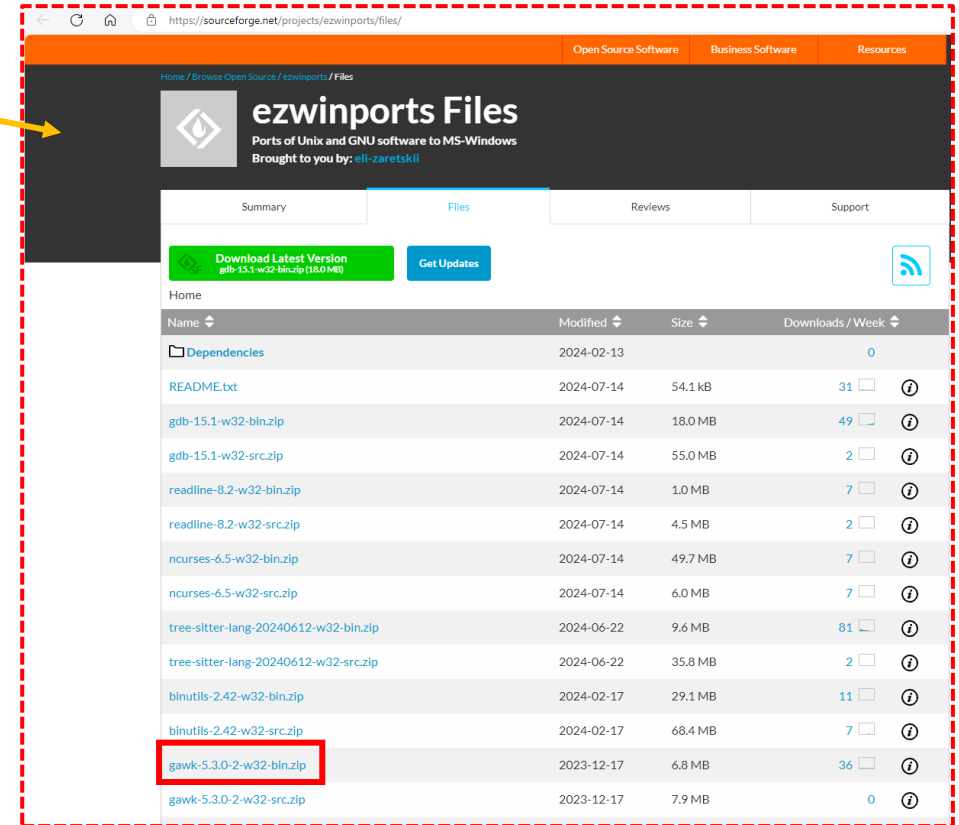 https://sourceforge.net/projects/ezwinports/files/
Open Source Software Business Software Resources
Home / Browse Open Source / ezwinports / Files
ezwinports Files
Ports of Unix and GNU software to MS-Windows
Brought to you by: eli-zaretskii
Summary Files Reviews Support
Download Latest Version
gdb-15.1-w32-bin.zip (18.0 MB)
Get Updates
Home
Name Modified Size Downloads / Week
Dependencies 2024-02-13 0
README.txt 2024-07-14 54.1 kB 31
gdb-15.1-w32-bin.zip 2024-07-14 18.0 MB 49
gdb-15.1-w32-src.zip 2024-07-14 55.0 MB 2
readline-8.2-w32-bin.zip 2024-07-14 1.0 MB 7
readline-8.2-w32-src.zip 2024-07-14 4.5 MB 2
ncurses-6.5-w32-bin.zip 2024-07-14 49.7 MB 7
ncurses-6.5-w32-src.zip 2024-07-14 6.0 MB 7
tree-sitter-lang-20240612-w32-bin.zip 2024-06-22 9.6 MB 81
tree-sitter-lang-20240612-w32-src.zip 2024-06-22 35.8 MB 2
binutils-2.42-w32-bin.zip 2024-02-17 29.1 MB 11
binutils-2.42-w32-src.zip 2024-02-17 68.4 MB 7
gawk-5.3.0-2-w32-bin.zip 2023-12-17 6.8 MB 36
gawk-5.3.0-2-w32-src.zip 2023-12-17 7.9 MB 0